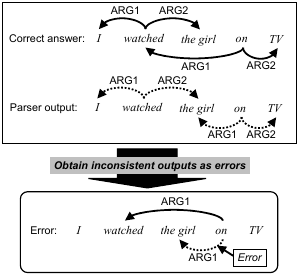 ARG1 ARG2
Correct answer: I watched the girl on TV
ARG1 ARG2
ARG1 ARG2
Parser output: I watched the girl on TV
ARG1 ARG2
Obtain inconsistent outputs as errors
ARG1
Error: I watched the girl on TV
ARG1 Error